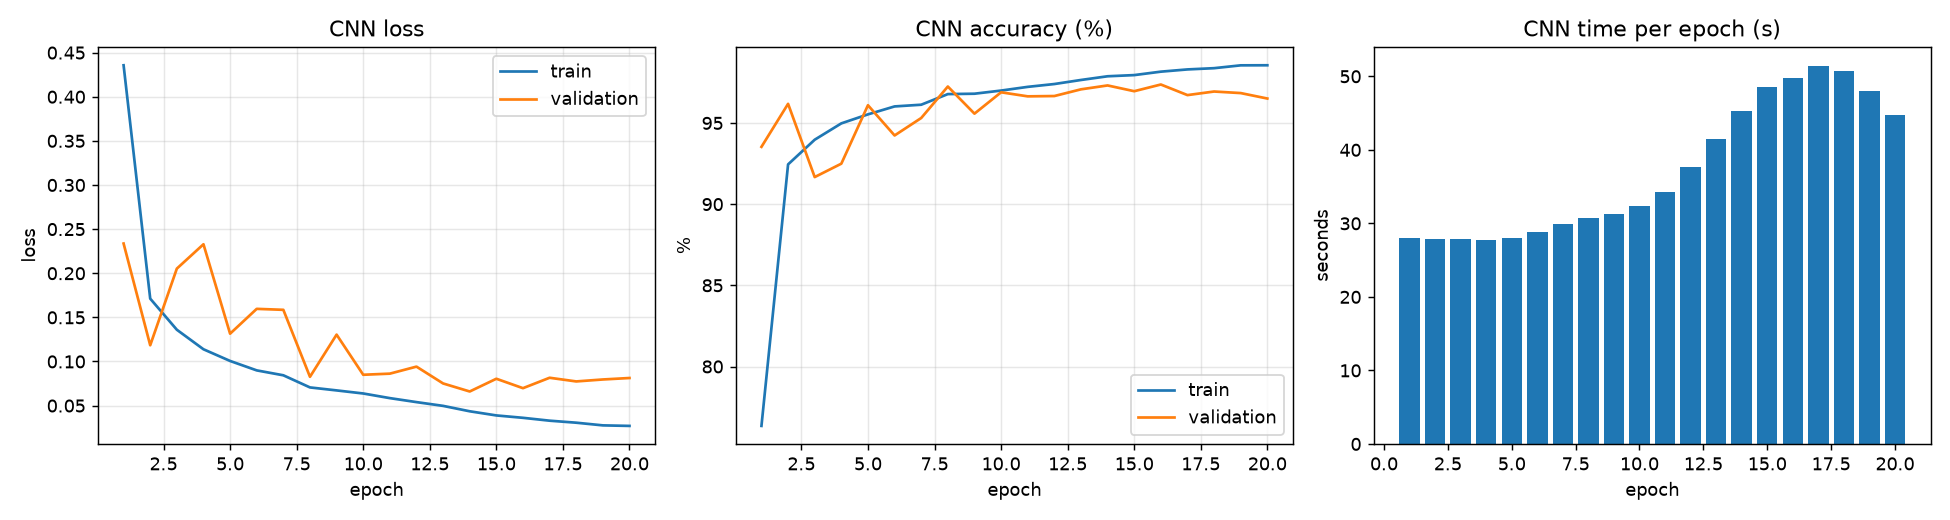 CNN loss
0.45
0.40
0.35
0.30
0.25
0.20
0.15
0.10
0.05
loss
train
validation
2.5 5.0 7.5 10.0 12.5 15.0 17.5 20.0
epoch
CNN accuracy (%)
95
90
85
80
%
train
validation
2.5 5.0 7.5 10.0 12.5 15.0 17.5 20.0
epoch
CNN time per epoch (s)
50
40
30
20
10
0
seconds
0.0 2.5 5.0 7.5 10.0 12.5 15.0 17.5 20.0
epoch